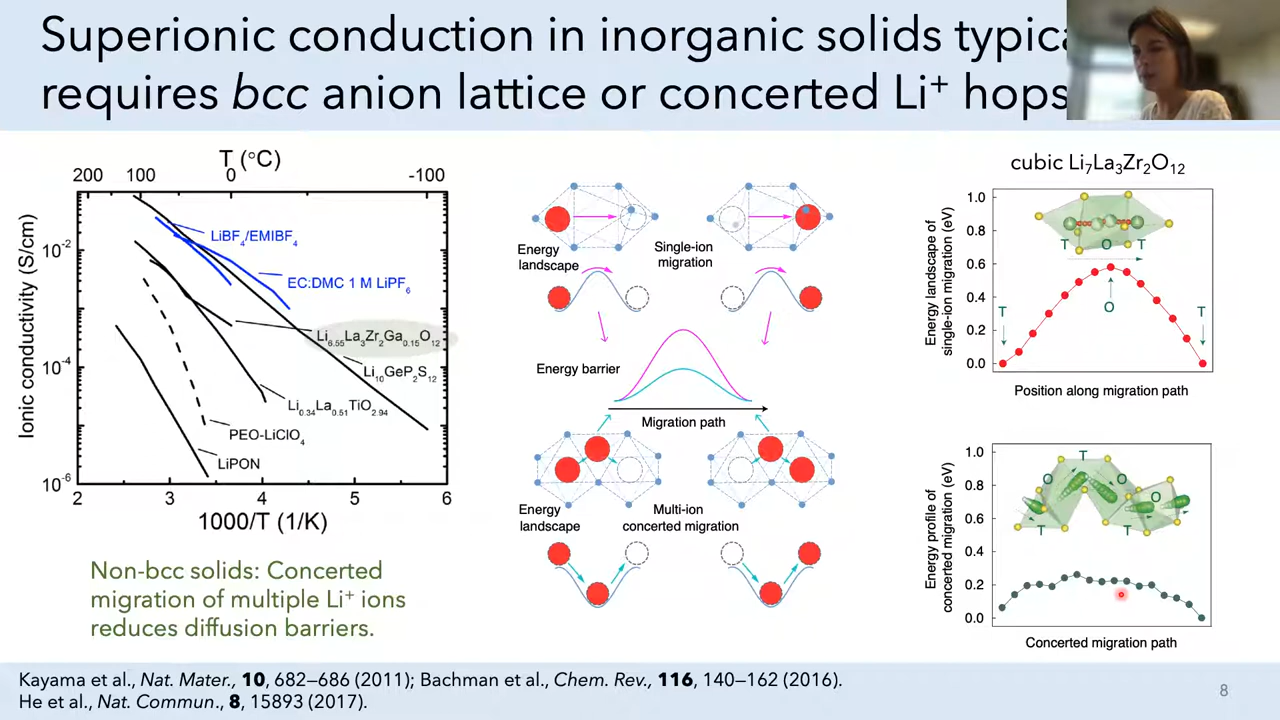 Superionic conduction in inorganic solids typica
requires bcc anion lattice or concerted Li⁺ hops
T (°C)
200 100 0 -100
Ionic conductivity (S/cm)
10⁻²
10⁻⁴
10⁻⁶
LiBF₄/EMIBF₄
EC:DMC 1 M LiPF₆
Li₆.₅₅La₃Zr₂Ga₀.₁₅O₁₂
Li₁₀GeP₂S₁₂
Li₀.₃₄La₀.₅₁TiO₂.₉₄
PEO-LiClO₄
LiPON
2 3 4 5 6
1000/T (1/K)
Non-bcc solids: Concerted
migration of multiple Li⁺ ions
reduces diffusion barriers.
Energy
landscape
Single-ion
migration
Energy barrier
Migration path
Energy
landscape
Multi-ion
concerted migration
cubic Li₇La₃Zr₂O₁₂
Energy landscape of
single-ion migration (eV)
1.0
0.8
0.6
0.4
0.2
0.0
T O T
T
O
T
Position along migration path
Energy profile of
concerted migration (eV)
1.0
0.8
0.6
0.4
0.2
0.0
T
O O
O
T T
Concerted migration path
Kayama et al., Nat. Mater., 10, 682–686 (2011); Bachman et al., Chem. Rev., 116, 140–162 (2016).
He et al., Nat. Commun., 8, 15893 (2017).
8